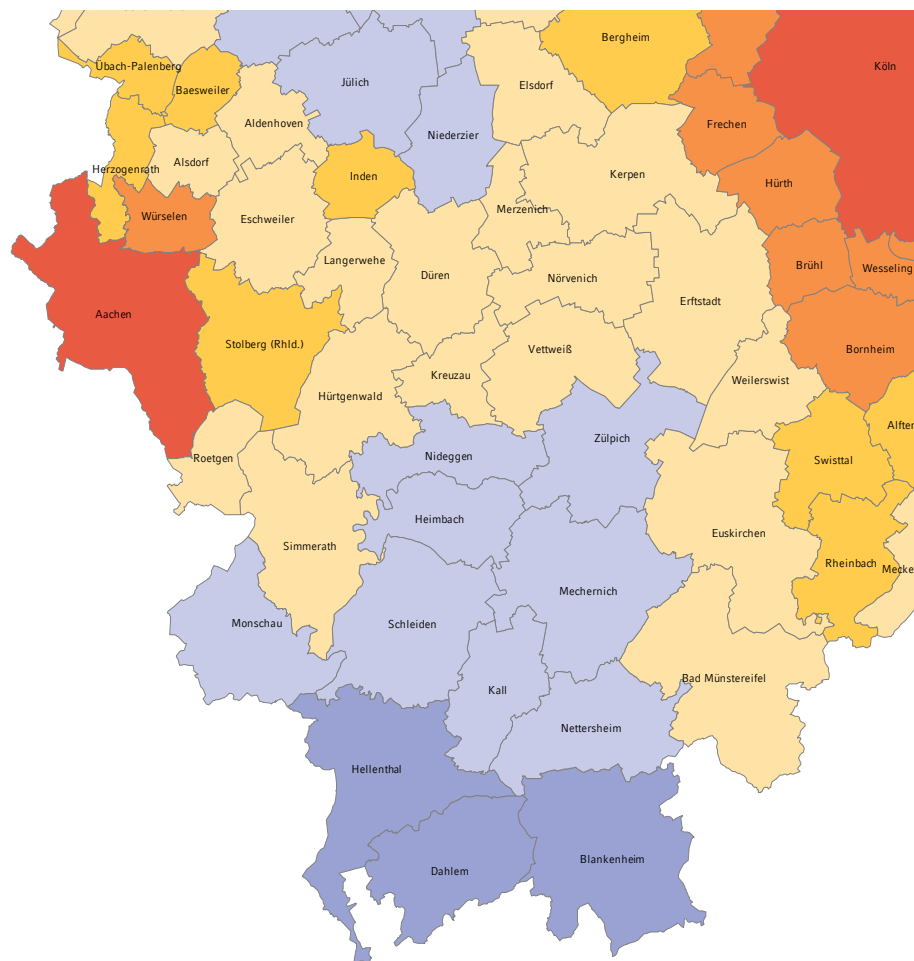 Bergheim
Köln
Übach-Palenberg
Jülich
Elsdorf
Baesweiler
Aldenhoven
Frechen
Niederzier
Alsdorf
Herzogenrath
Inden
Kerpen
Hürth
Würselen
Eschweiler
Merzenich
Langerwehe
Düren
Nörvenich
Brühl
Wesseling
Erftstadt
Aachen
Stolberg (Rhld.)
Vettweiß
Bornheim
Kreuzau
Weilerswist
Hürtgenwald
Alfter
Zülpich
Roetgen
Nideggen
Swisttal
Heimbach
Simmerath
Euskirchen
Rheinbach
Mecke
Mechernich
Monschau
Schleiden
Bad Münstereifel
Kall
Nettersheim
Hellenthal
Blankenheim
Dahlem